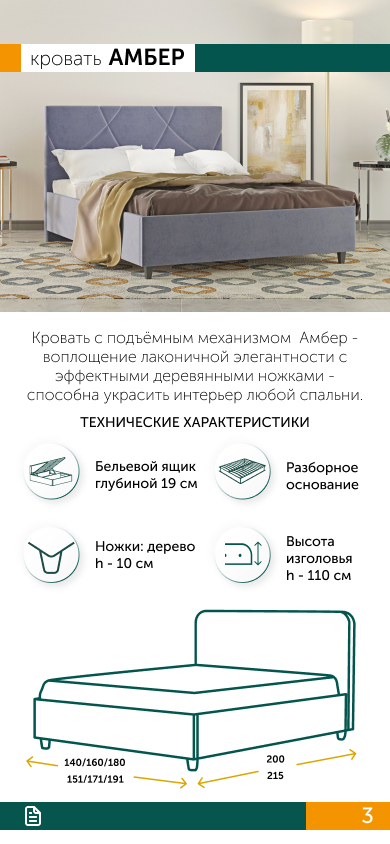 кровать АМБЕР
Кровать с подъёмным механизмом Амбер -
воплощение лаконичной элегантности с
эффектными деревянными ножками -
способна украсить интерьер любой спальни.
ТЕХНИЧЕСКИЕ ХАРАКТЕРИСТИКИ
Бельевой ящик
глубиной 19 см
Разборное
основание
Ножки: дерево
h - 10 см
Высота
изголовья
h - 110 см
140/160/180
151/171/191
200
215
3